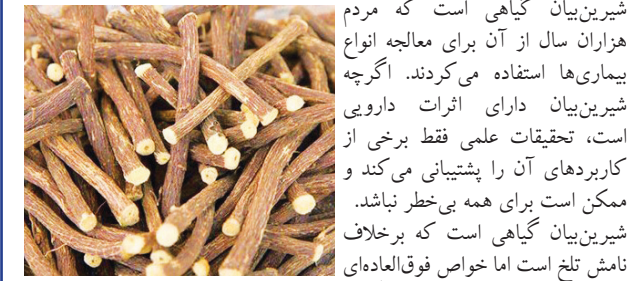 شیرین‌بیان گیاهی است که مردم
هزاران سال از آن برای معالجه انواع
بیماری‌ها استفاده می‌کردند. اگرچه
شیرین‌بیان دارای اثرات دارویی
است، تحقیقات علمی فقط برخی از
کاربردهای آن را پشتیبانی می‌کند و
ممکن است برای همه بی‌خطر نباشد.
شیرین‌بیان گیاهی است که برخلاف
نامش تلخ است اما خواص فوق‌العاده‌ای